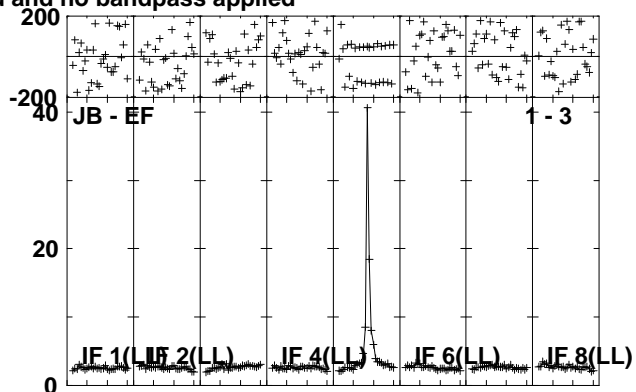 and no bandpass applied
200
-200
40
JB - EF
1 - 3
20
IF 1(LL)
IF 2(LL)
IF 4(LL)
IF 6(LL)
IF 8(LL)
0